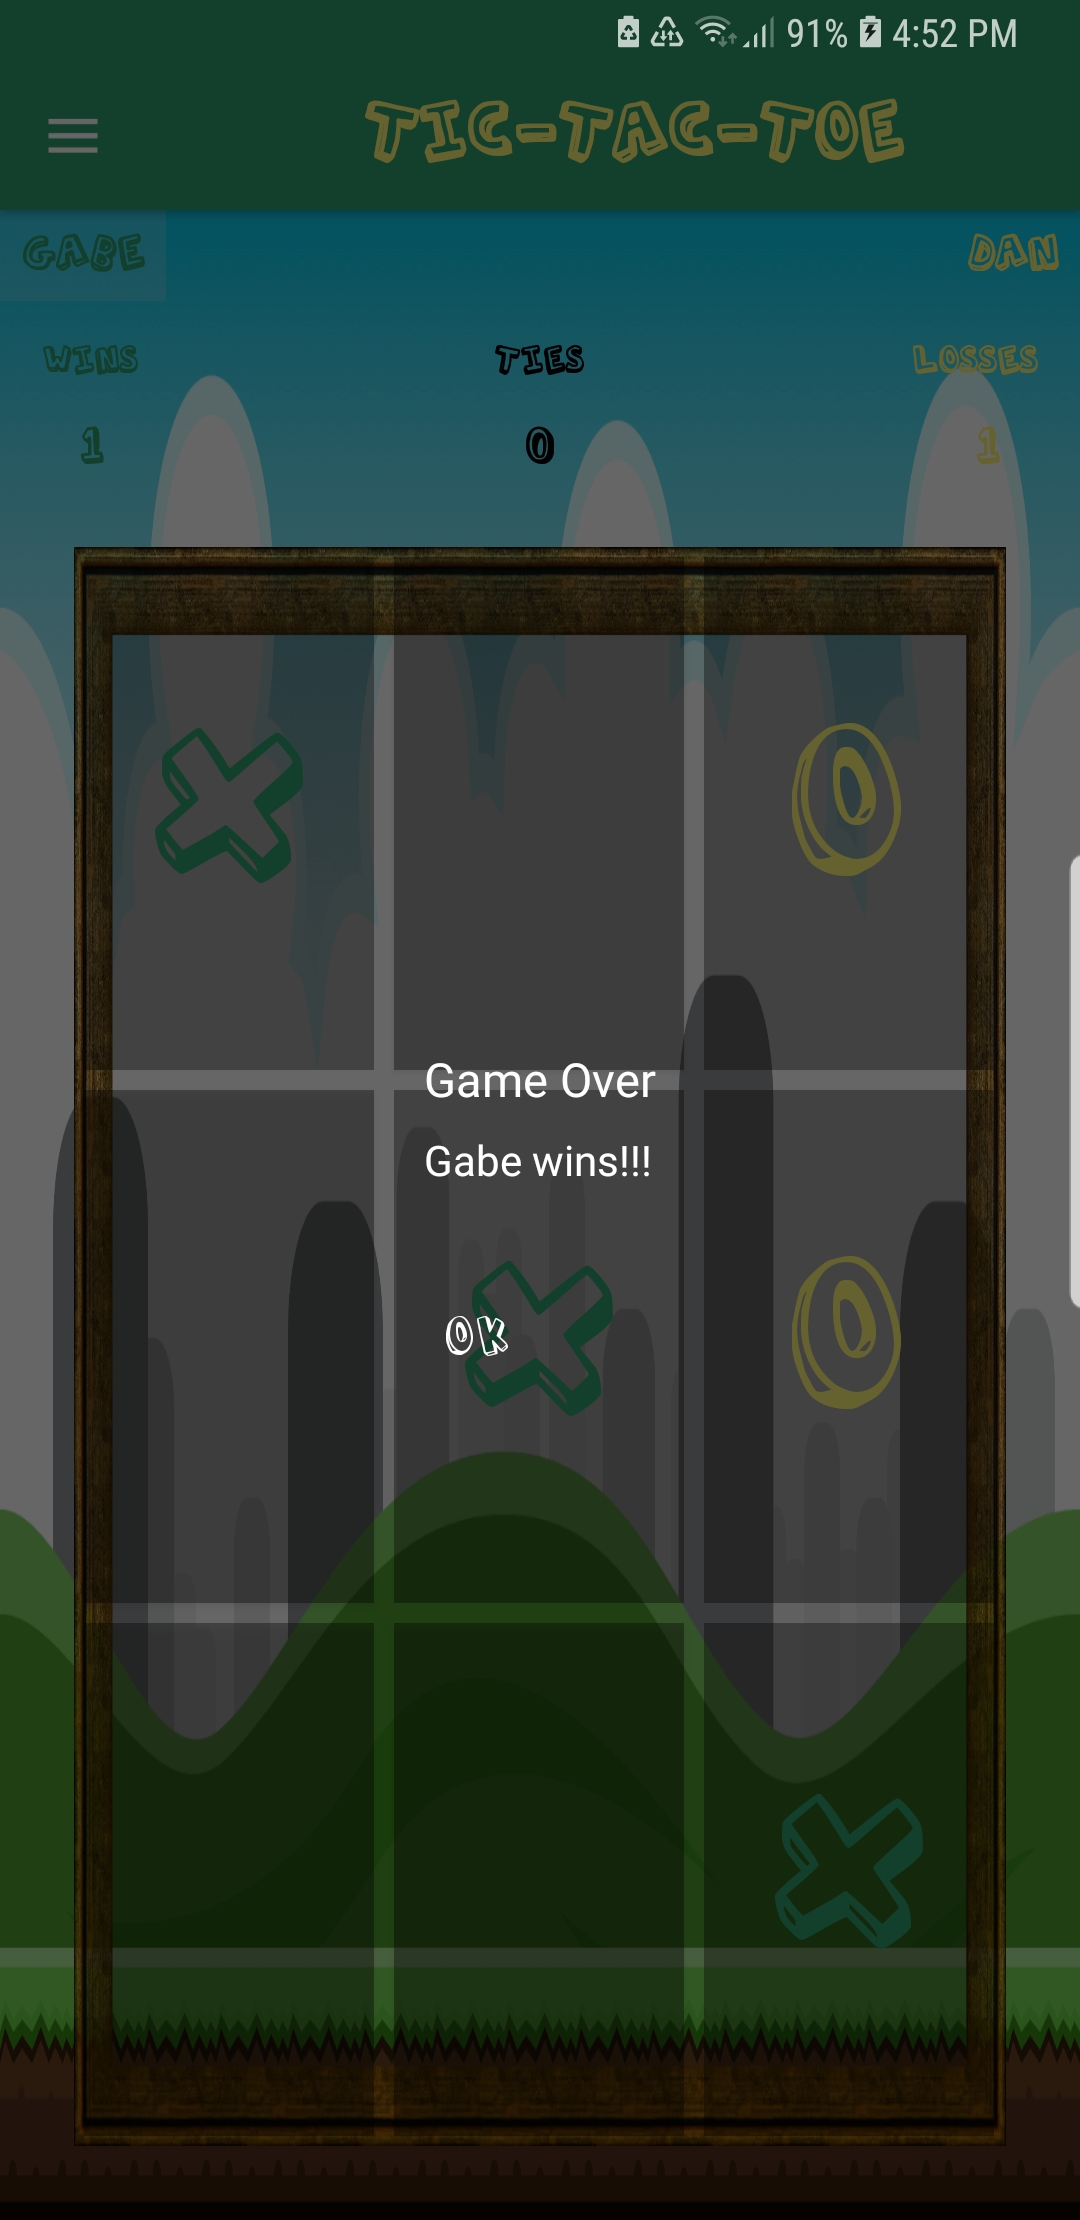 91% 4:52 PM
TIC-TAC-TOE
GABE DAN
WINS TIES LOSSES
1 0 1
X O
Game Over
Gabe wins!!!
X O
OK
X